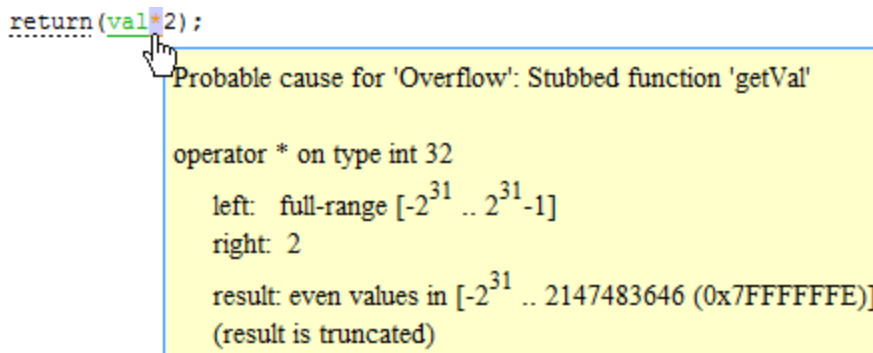 return(val*2);
Probable cause for 'Overflow': Stubbed function 'getVal'
operator * on type int 32
left: full-range [-2^31 .. 2^31-1]
right: 2
result: even values in [-2^31 .. 2147483646 (0x7FFFFFFE)]
(result is truncated)